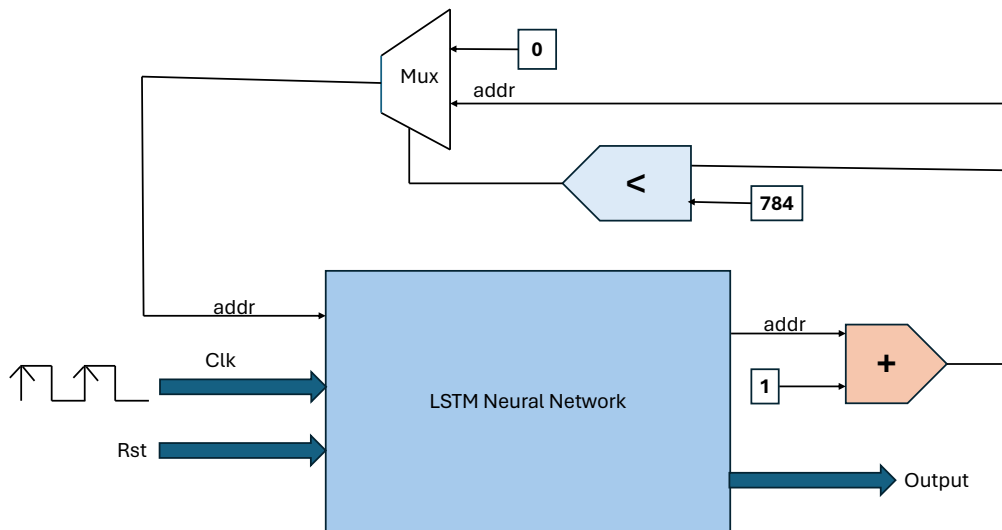 0
Mux
addr
<
784
addr
addr
Clk
1
+
LSTM Neural Network
Rst
Output